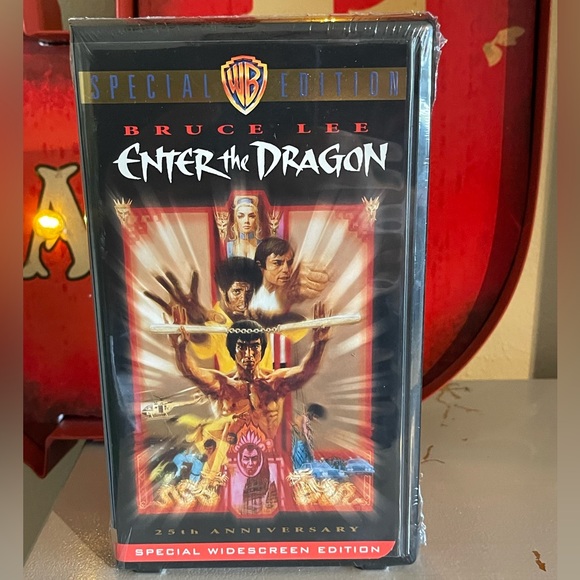 SPECIAL WB EDITION
BRUCE LEE
ENTER the DRAGON
25th ANNIVERSARY
SPECIAL WIDESCREEN EDITION
A